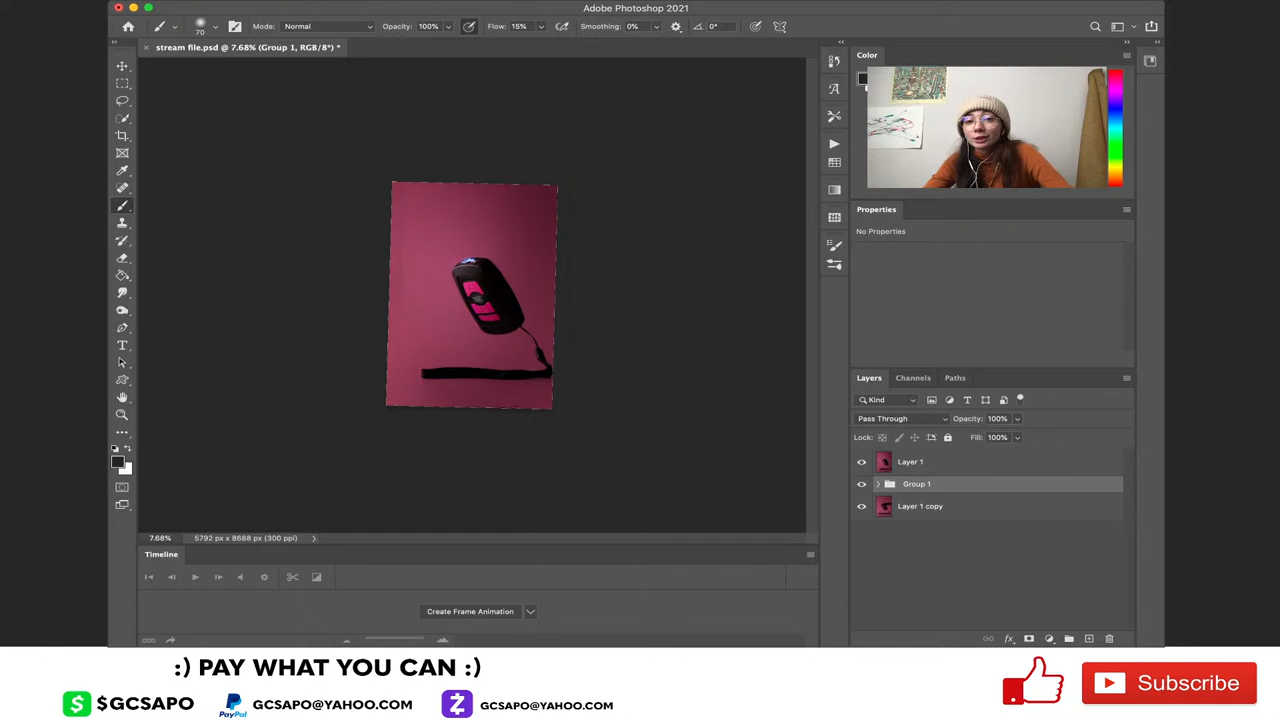 Adobe Photoshop 2021
70 Mode: Normal Opacity: 100% Flow: 15% Smoothing: 0% 0°
stream file.psd @ 7.68% (Group 1, RGB/8*) *
Color
Properties
No Properties
Layers Channels Paths
Kind
Pass Through Opacity: 100%
Lock: Fill: 100%
Layer 1
Group 1
Layer 1 copy
7.68% 5792 px x 8688 px (300 ppi)
Timeline
Create Frame Animation
fx
:) PAY WHAT YOU CAN :)
$ $GCSAPO PayPal GCSAPO@YAHOO.COM GCSAPO@YAHOO.COM
Subscribe